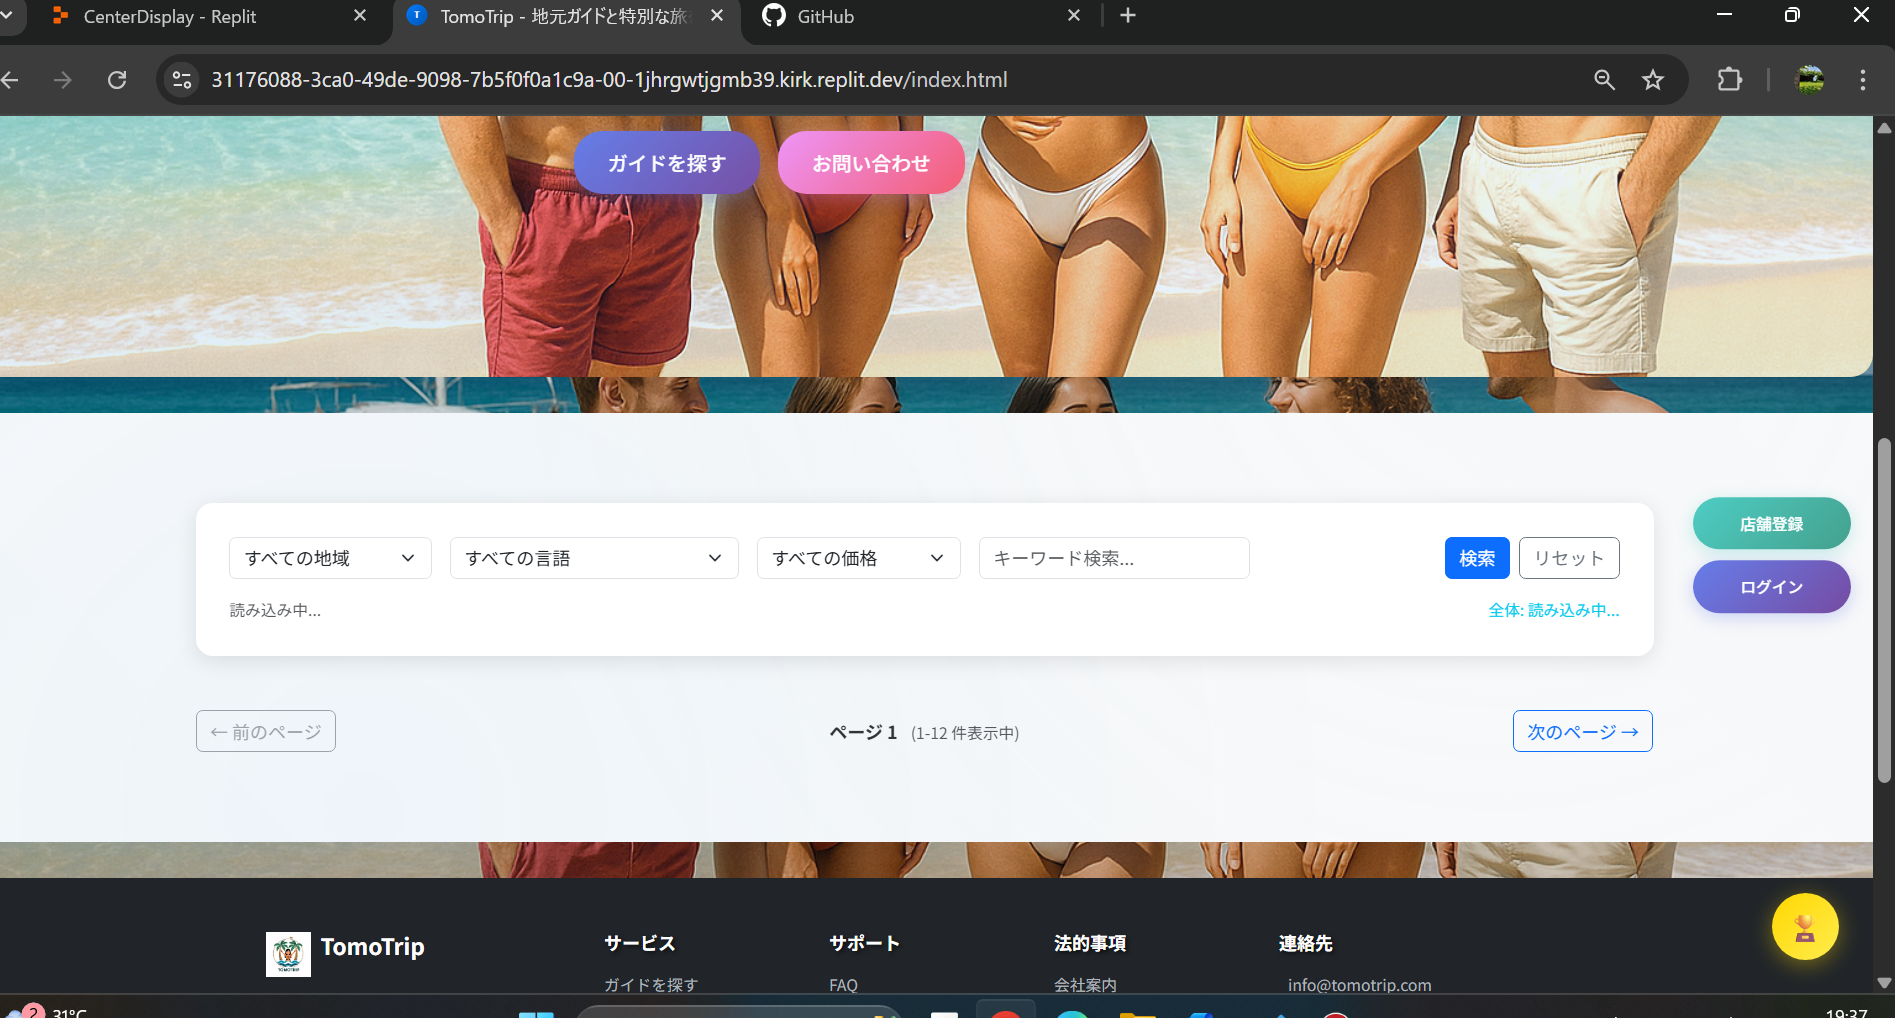 CenterDisplay - Replit
TomoTrip - 地元ガイドと特別な旅
GitHub
31176088-3ca0-49de-9098-7b5f0f0a1c9a-00-1jhrgwtjgmb39.kirk.replit.dev/index.html
ガイドを探す
お問い合わせ
店舗登録
すべての地域
すべての言語
すべての価格
キーワード検索...
検索
リセット
ログイン
読み込み中...
全体: 読み込み中...
← 前のページ
ページ 1 (1-12 件表示中)
次のページ →
TomoTrip
サービス
サポート
法的事項
連絡先
ガイドを探す
FAQ
会社案内
info@tomotrip.com
2
31°C
19:37